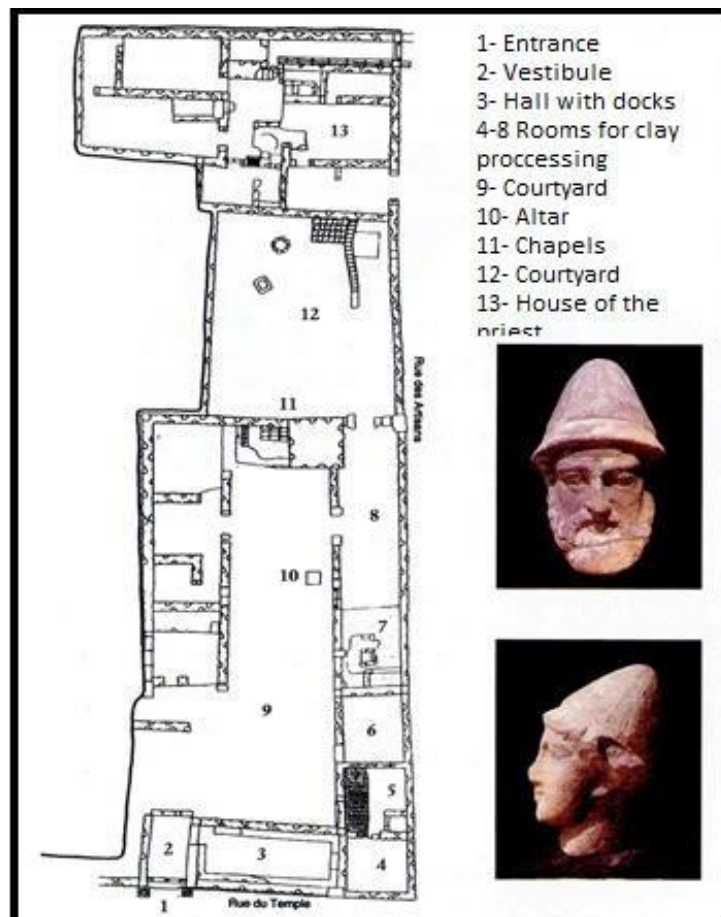 1- Entrance
2- Vestibule
3- Hall with docks
4-8 Rooms for clay
proccessing
9- Courtyard
10- Altar
11- Chapels
12- Courtyard
13- House of the
priest
13
12
11
Rue des Artisans
8
10
7
9
6
5
2
3
4
1
Rue du Temple